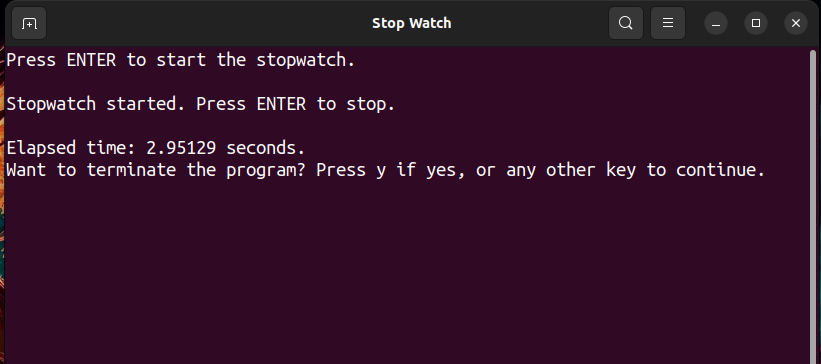 Stop Watch
Press ENTER to start the stopwatch.
Stopwatch started. Press ENTER to stop.
Elapsed time: 2.95129 seconds.
Want to terminate the program? Press y if yes, or any other key to continue.